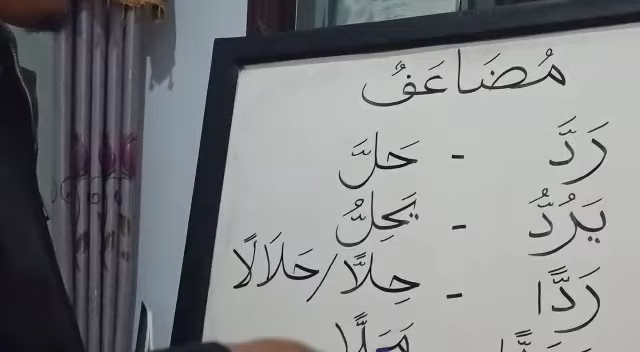 مُضَاعَفٌ
رَدَّ - حَلَّ
يَرُدُّ - يَحِلُّ
رَدًّا - حِلًّا/حَلَالًا